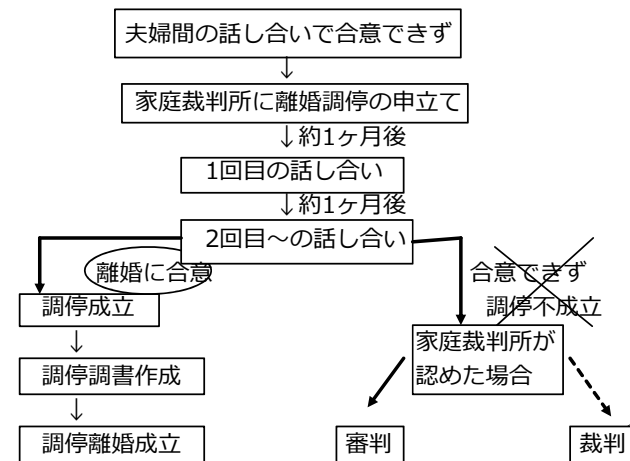 夫婦間の話し合いで合意できず
↓
家庭裁判所に離婚調停の申立て
↓約1ヶ月後
1回目の話し合い
↓約1ヶ月後
2回目～の話し合い
離婚に合意
合意できず
調停不成立
調停成立
↓
調停調書作成
↓
調停離婚成立
家庭裁判所が
認めた場合
審判
裁判